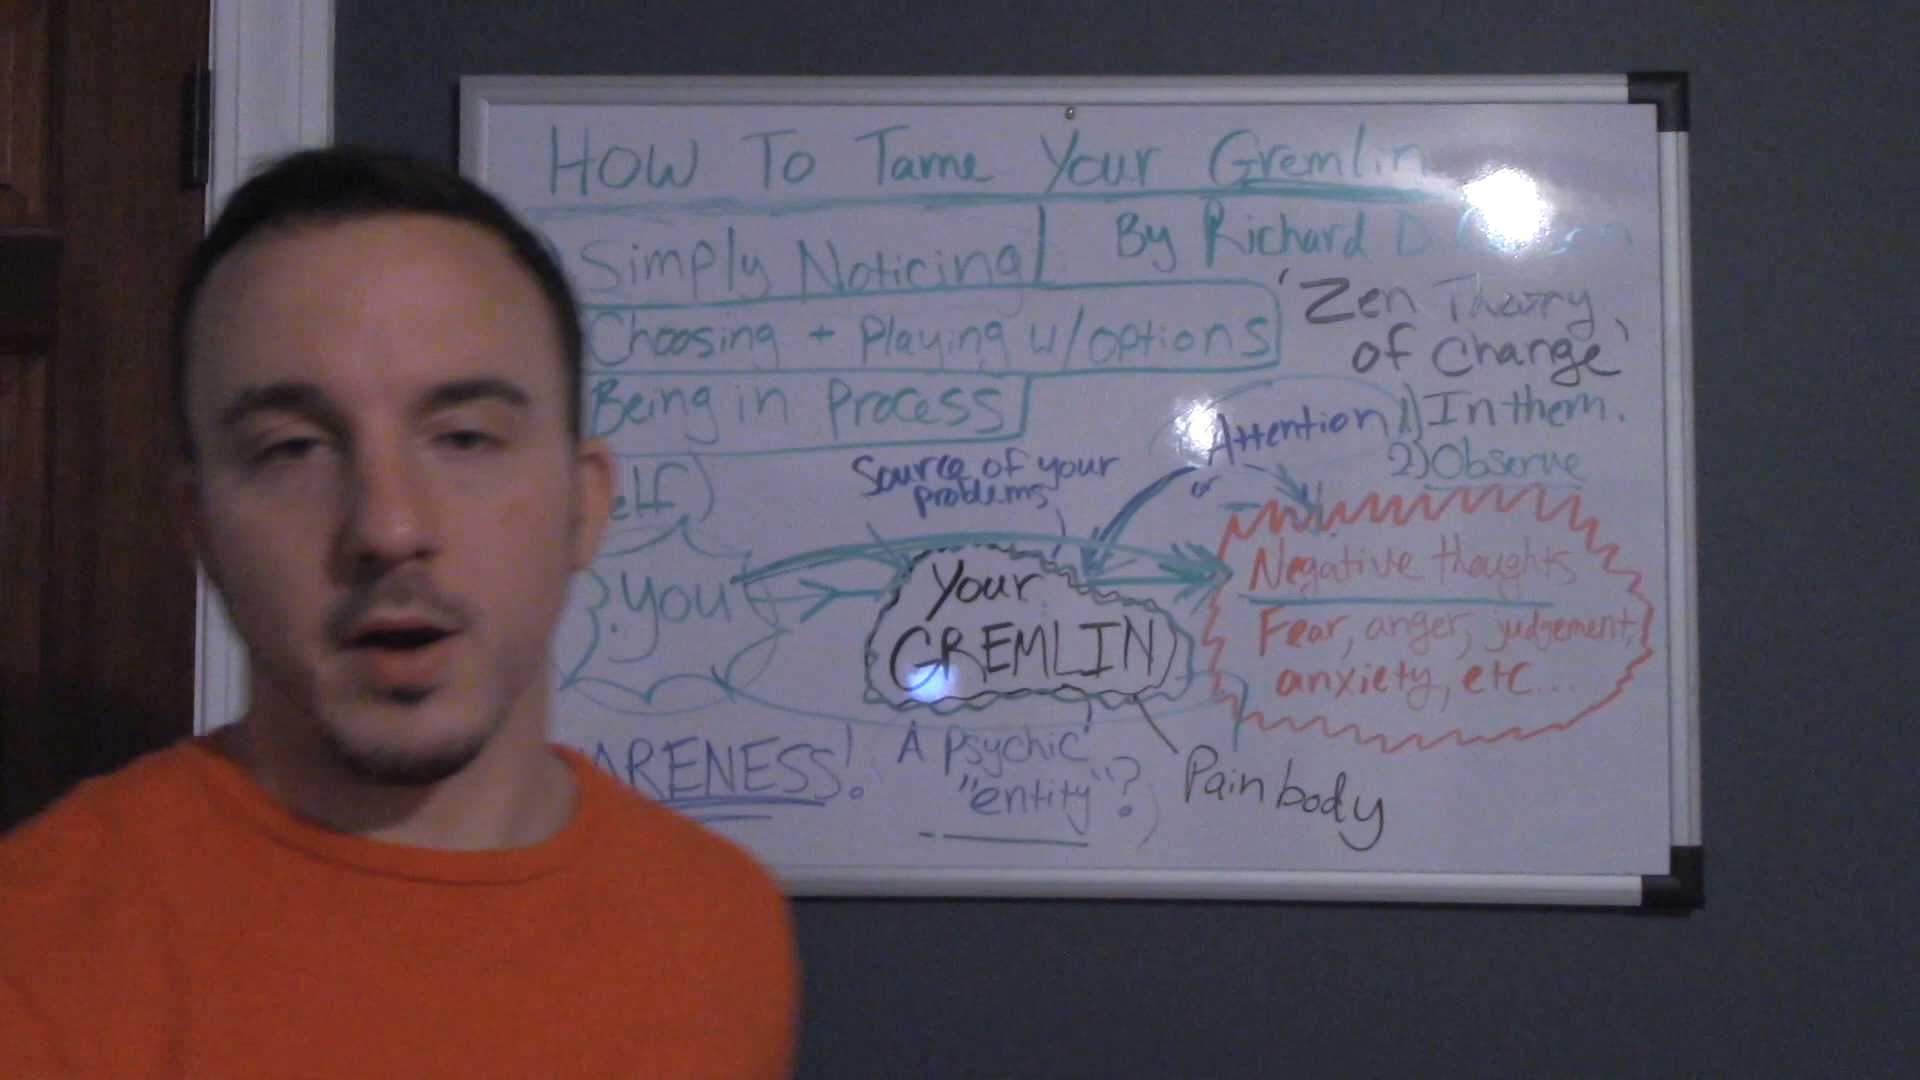 How To Tame Your Gremlin
By Richard D
Simply Noticing
Choosing + Playing w/options
Being in Process
'Zen Theory
of Change'
1) In them.
2) Observe
Attention
or
Source of your
problems
elf)
you
Your
GREMLIN
Negative thoughts
Fear, anger, judgement,
anxiety, etc...
ARENESS!
A psychic
"entity"?
Pain body